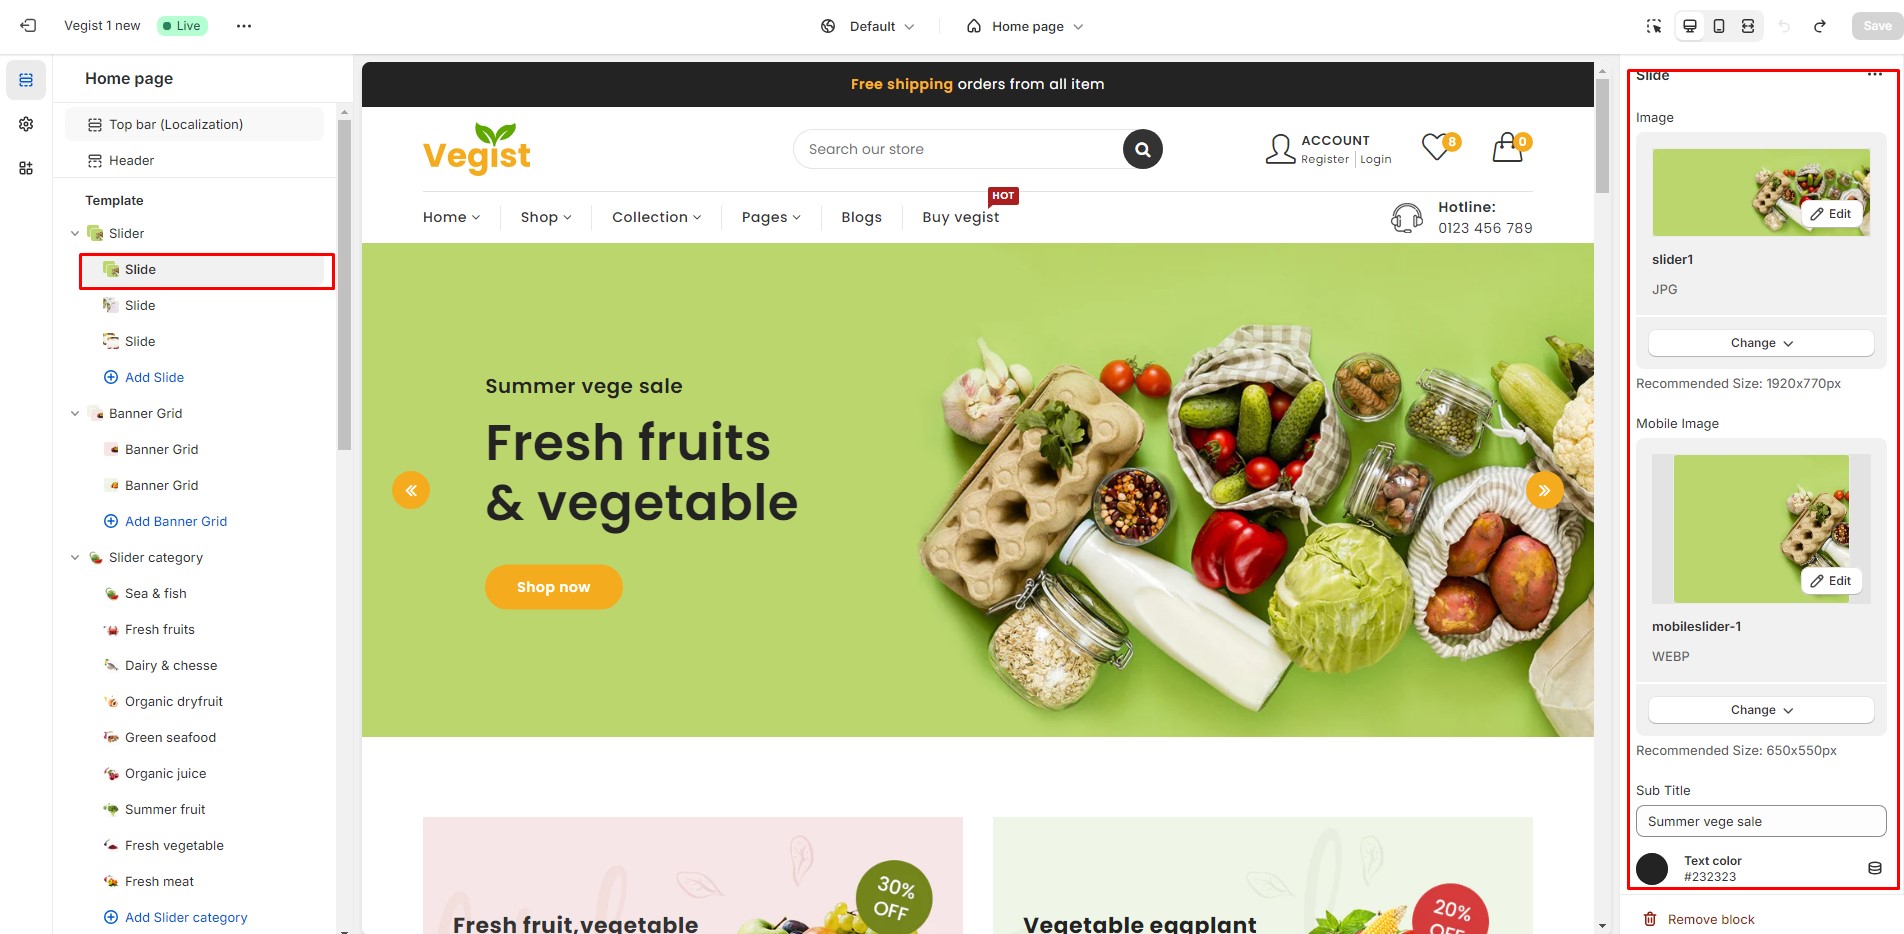 Vegist 1 new
Live
Default
Home page
Save
Home page
Top bar (Localization)
Header
Template
Slider
Slide
Slide
Slide
Add Slide
Banner Grid
Banner Grid
Banner Grid
Add Banner Grid
Slider category
Sea & fish
Fresh fruits
Dairy & chesse
Organic dryfruit
Green seafood
Organic juice
Summer fruit
Fresh vegetable
Fresh meat
Add Slider category
Free shipping orders from all item
Vegist
Search our store
ACCOUNT
Register Login
8
0
HOT
Home
Shop
Collection
Pages
Blogs
Buy vegist
Hotline:
0123 456 789
Summer vege sale
Fresh fruits
& vegetable
Shop now
30%
OFF
Fresh fruit,vegetable
20%
OFF
Vegetable eggplant
Slide
Image
Edit
slider1
JPG
Change
Recommended Size: 1920x770px
Mobile Image
Edit
mobileslider-1
WEBP
Change
Recommended Size: 650x550px
Sub Title
Summer vege sale
Text color
#232323
Remove block